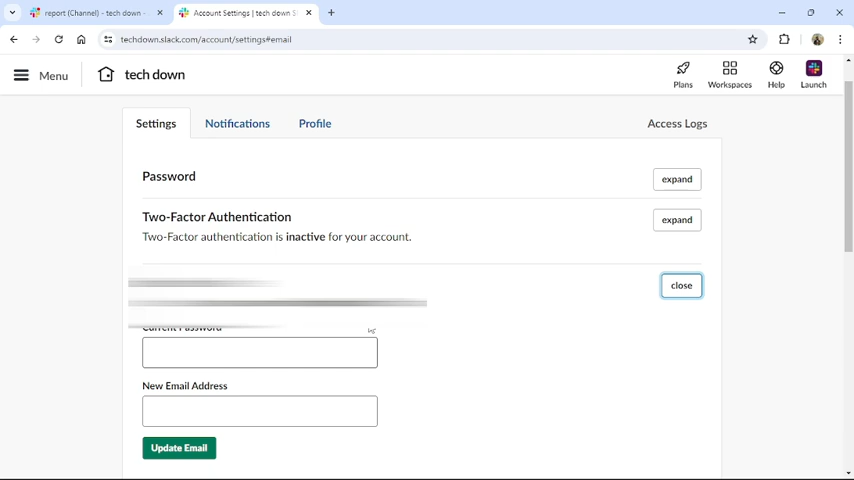 report (Channel) - tech down -
Account Settings | tech down S
techdown.slack.com/account/settings#email
Menu
tech down
Plans
Workspaces
Help
Launch
Settings
Notifications
Profile
Access Logs
Password
expand
Two-Factor Authentication
expand
Two-Factor authentication is inactive for your account.
close
Current Password
New Email Address
Update Email